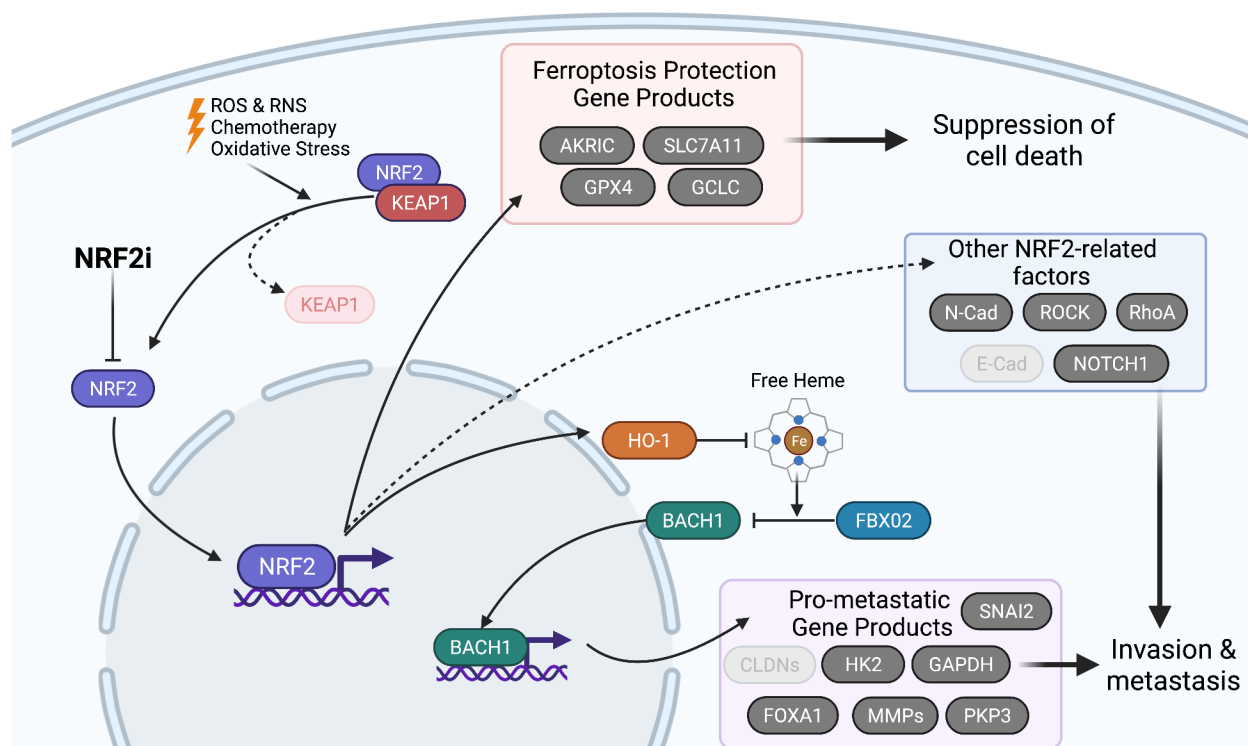 Ferroptosis Protection
Gene Products
AKRIC
SLC7A11
GPX4
GCLC
Suppression of
cell death
ROS & RNS
Chemotherapy
Oxidative Stress
NRF2
KEAP1
KEAP1
NRF2i
NRF2
Other NRF2-related
factors
N-Cad
ROCK
RhoA
E-Cad
NOTCH1
Free Heme
Fe
HO-1
BACH1
FBX02
NRF2
BACH1
Pro-metastatic
Gene Products
SNAI2
CLDNs
HK2
GAPDH
FOXA1
MMPs
PKP3
Invasion &
metastasis